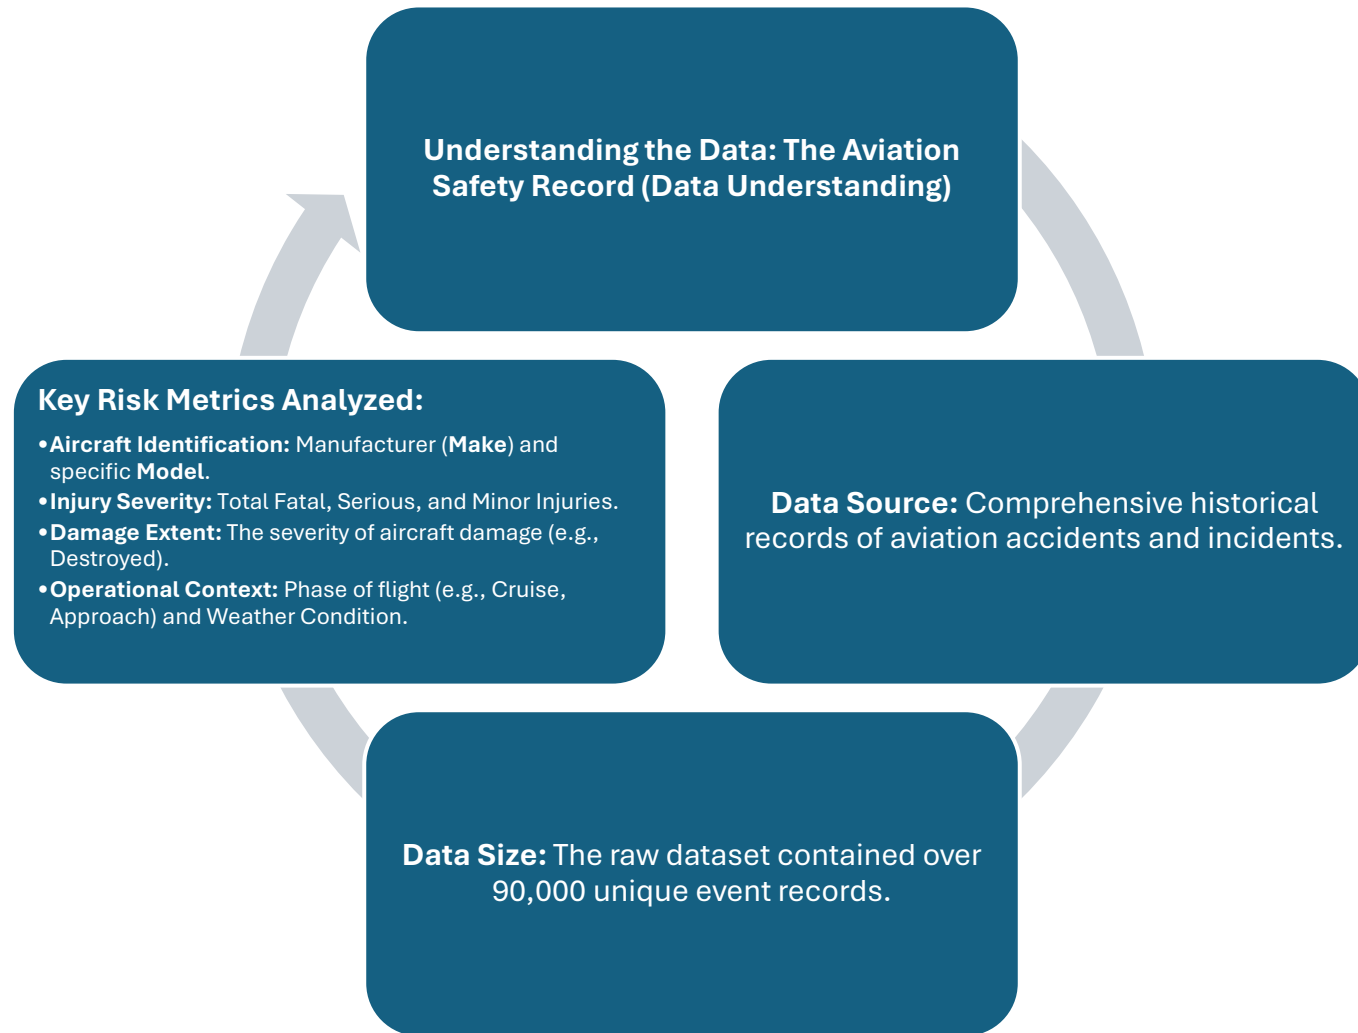 Understanding the Data: The Aviation
Safety Record (Data Understanding)
Data Source: Comprehensive historical
records of aviation accidents and incidents.
Data Size: The raw dataset contained over
90,000 unique event records.
Key Risk Metrics Analyzed:
•Aircraft Identification: Manufacturer (Make) and
specific Model.
•Injury Severity: Total Fatal, Serious, and Minor Injuries.
•Damage Extent: The severity of aircraft damage (e.g.,
Destroyed).
•Operational Context: Phase of flight (e.g., Cruise,
Approach) and Weather Condition.